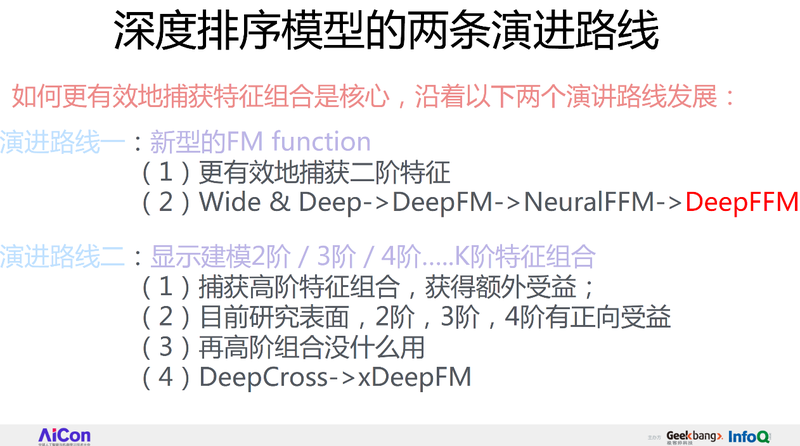 深度排序模型的两条演进路线
如何更有效地捕获特征组合是核心，沿着以下两个演讲路线发展：
演进路线一：新型的FM function
（1）更有效地捕获二阶特征
（2）Wide & Deep->DeepFM->NeuralFFM->DeepFFM
演进路线二：显示建模2阶 / 3阶 / 4阶.....K阶特征组合
（1）捕获高阶特征组合，获得额外受益；
（2）目前研究表面，2阶，3阶，4阶有正向受益
（3）再高阶组合没什么用
（4）DeepCross->xDeepFM
AiCon
Geekbang>. InfoQ
极客邦科技